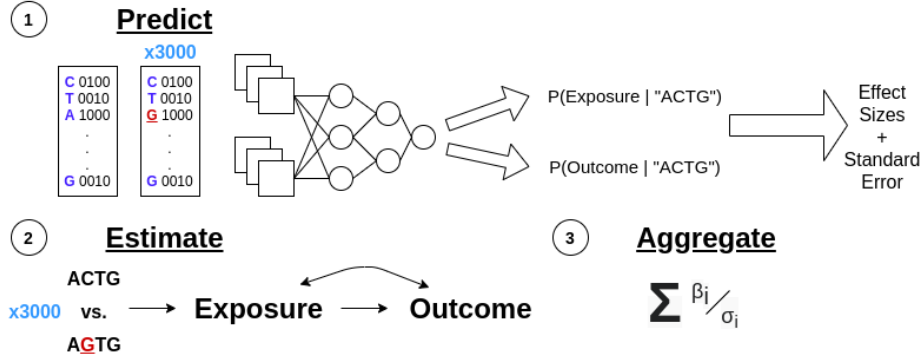 1
Predict
x3000
C 0100
T 0010
A 1000
.
.
.
G 0010
C 0100
T 0010
G 1000
.
.
.
G 0010
P(Exposure | "ACTG")
P(Outcome | "ACTG")
Effect
Sizes
+
Standard
Error
2
Estimate
ACTG
x3000 vs.
AGTG
Exposure
Outcome
3
Aggregate
Σ βi/σi